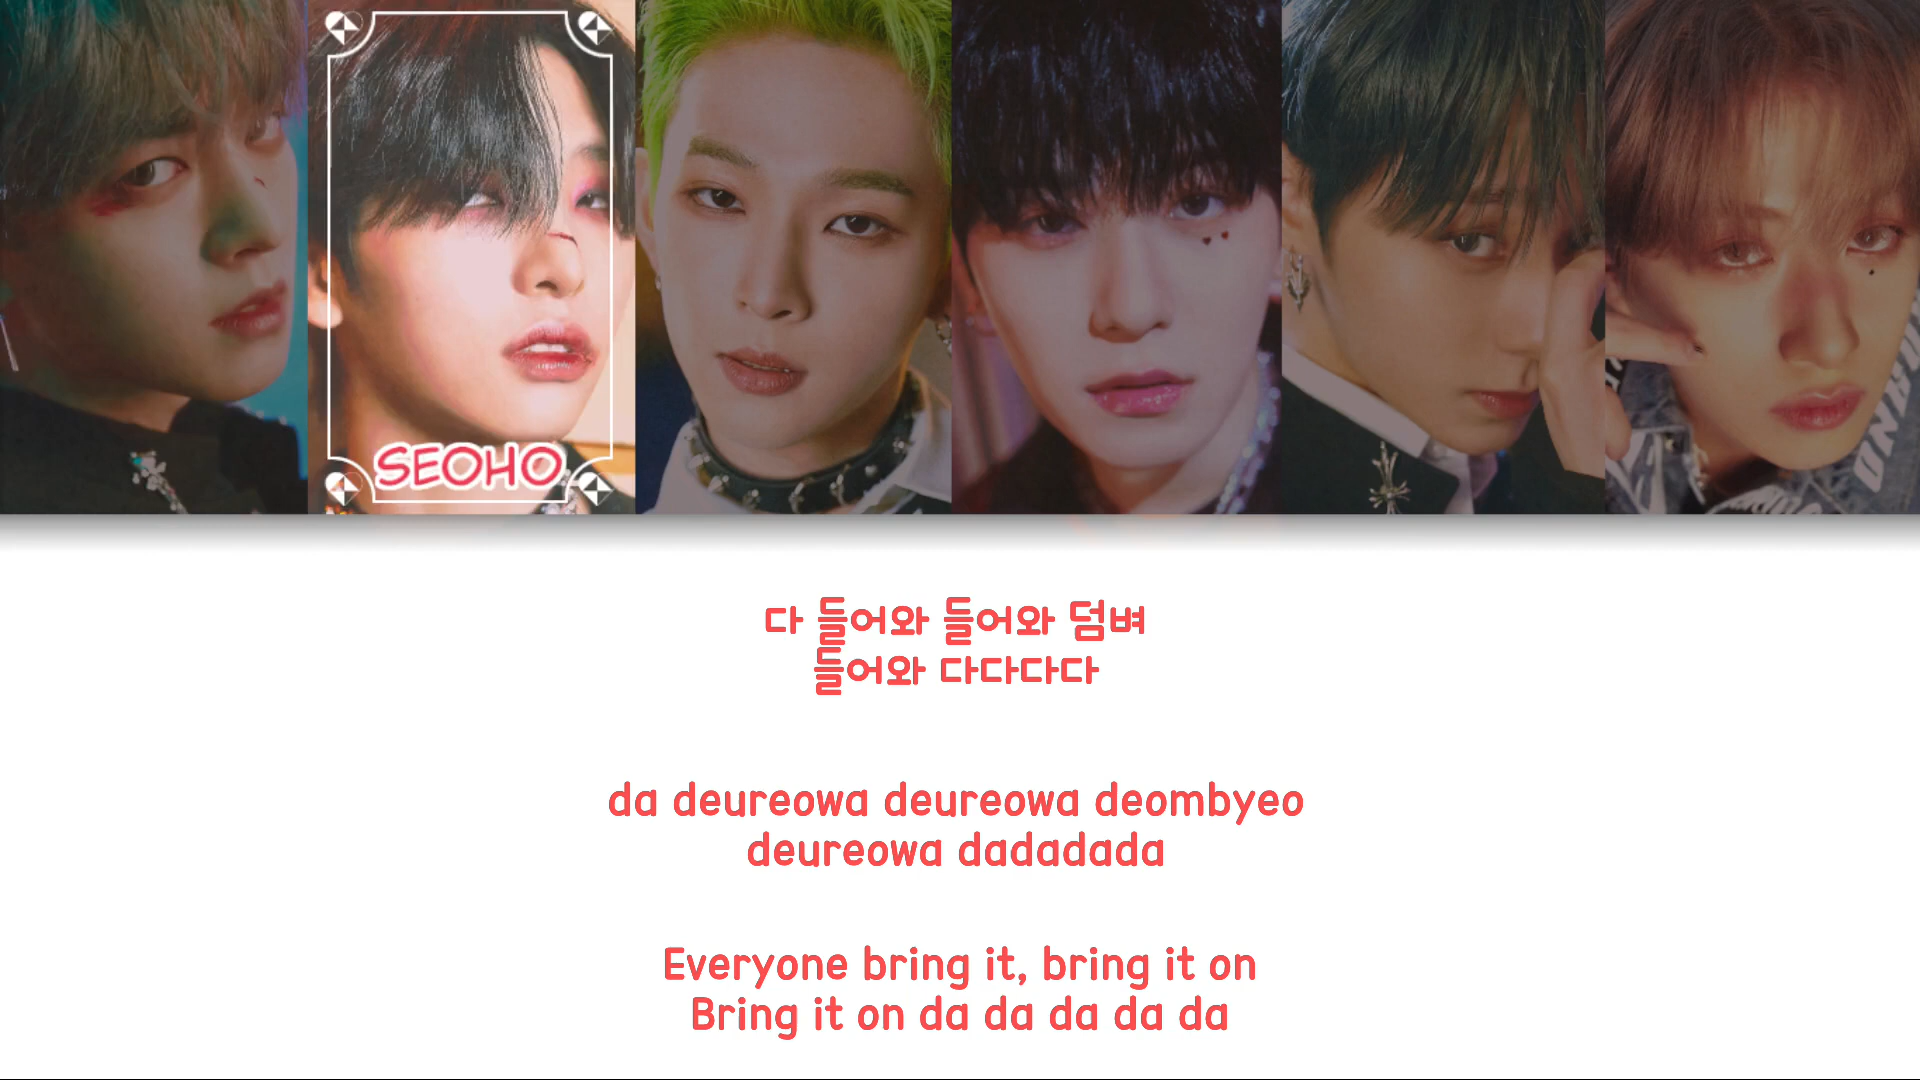 SEOHO
다 들어와 들어와 덤벼
들어와 다다다다
da deureowa deureowa deombyeo
deureowa dadadada
Everyone bring it, bring it on
Bring it on da da da da da